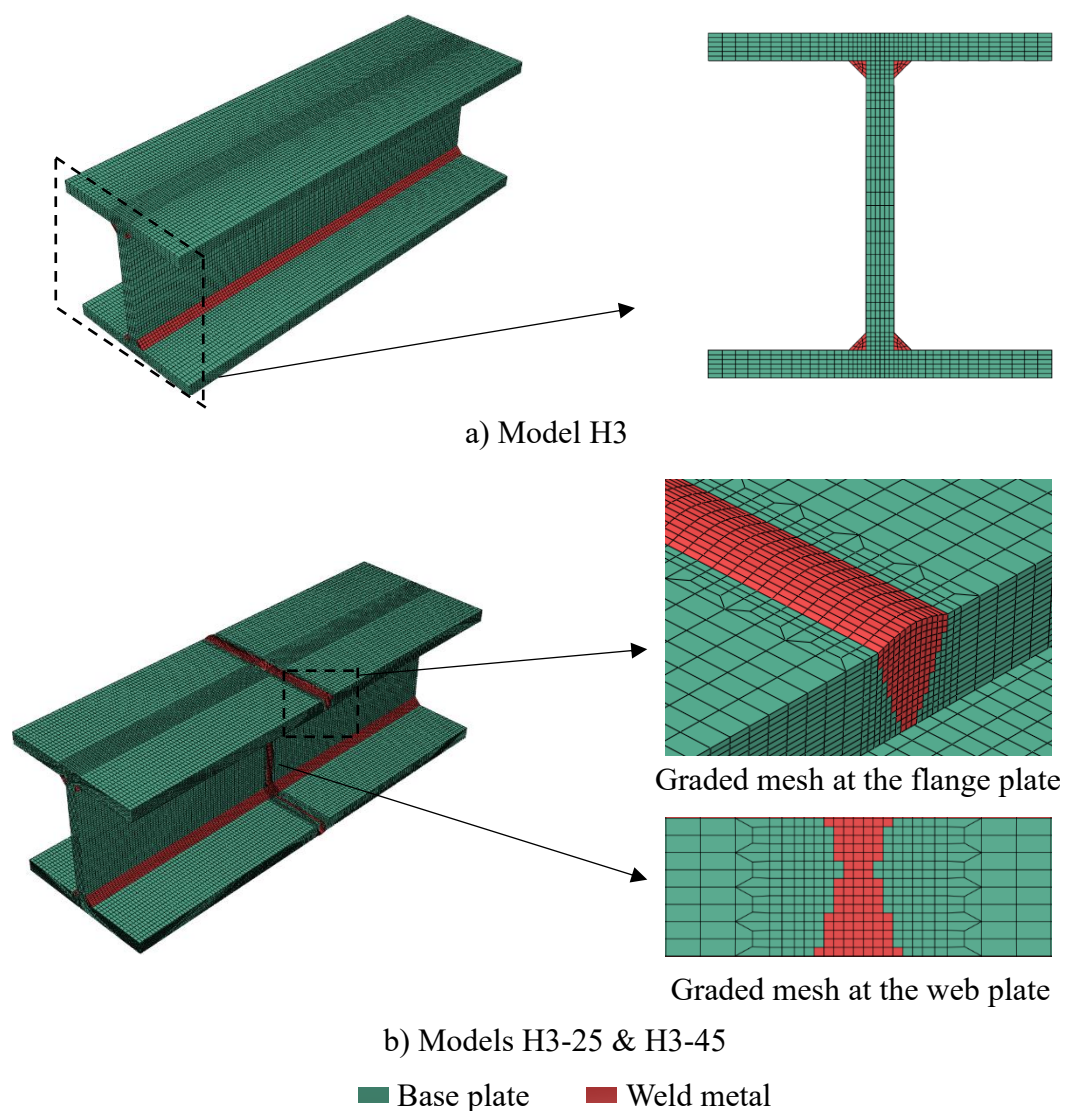 a) Model H3
Graded mesh at the flange plate
Graded mesh at the web plate
b) Models H3-25 & H3-45
Base plate
Weld metal